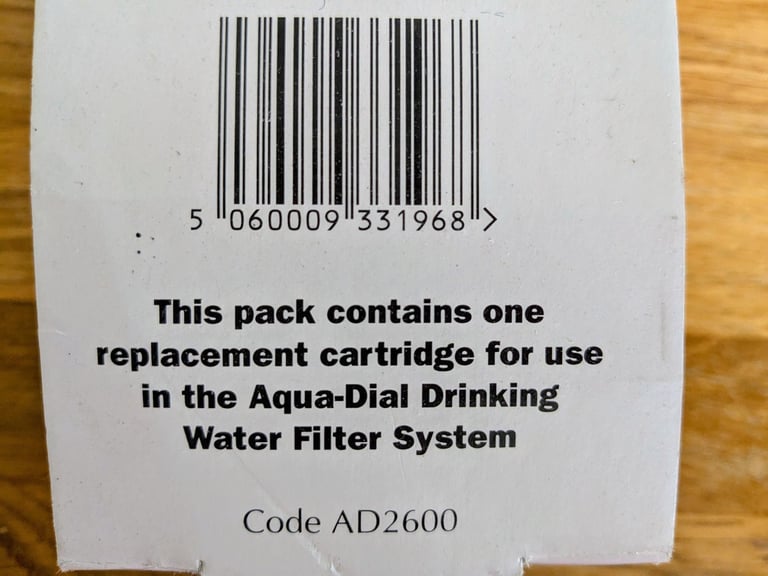 5 060009 331968 >
This pack contains one
replacement cartridge for use
in the Aqua-Dial Drinking
Water Filter System
Code AD2600